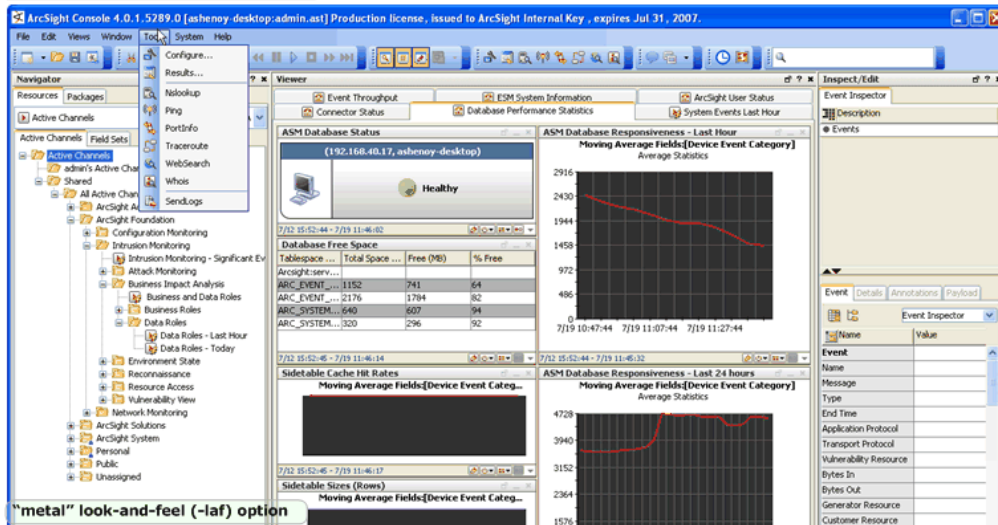 ArcSight Console 4.0.1.5289.0 [ashenoy-desktop:admin.ast] Production license, issued to ArcSight Internal Key , expires Jul 31, 2007.
File Edit Views Window Tools System Help
Configure...
Results...
Nslookup
Ping
PortInfo
Traceroute
WebSearch
Whois
SendLogs
Navigator
Resources Packages
Active Channels
Active Channels Field Sets
Active Channels
admin's Active Chan
Shared
All Active Chan
ArcSight A
ArcSight Foundation
Configuration Monitoring
Intrusion Monitoring
Intrusion Monitoring - Significant Ev
Attack Monitoring
Business Impact Analysis
Business and Data Roles
Business Roles
Data Roles
Data Roles - Last Hour
Data Roles - Today
Environment State
Reconnaissance
Resource Access
Vulnerability View
Network Monitoring
ArcSight Solutions
ArcSight System
Personal
Public
Unassigned
"metal" look-and-feel (-laf) option
Viewer
Event Throughput ESM System Information ArcSight User Status
Connector Status Database Performance Statistics System Events Last Hour
ASM Database Status
(192.168.40.17, ashenoy-desktop)
Healthy
7/12 15:52:44 - 7/19 11:46:02
Database Free Space
Tablespace ... Total Space ... Free (MB) % Free
Arcsight:serv...
ARC_EVENT_... 1152 741 64
ARC_EVENT_... 2176 1784 82
ARC_SYSTEM... 640 607 94
ARC_SYSTEM... 320 296 92
7/12 15:52:45 - 7/19 11:46:14
Sidetable Cache Hit Rates
Moving Average Fields:[Device Event Categ...
7/12 15:52:45 - 7/19 11:46:17
Sidetable Sizes (Rows)
Moving Average Fields:[Device Event Categ...
ASM Database Responsiveness - Last Hour
Moving Average Fields:[Device Event Category]
Average Statistics
2916
2430
1944
1458
972
486
0
7/19 10:47:44 7/19 11:07:44 7/19 11:27:44
7/12 15:52:44 - 7/19 11:45:32
ASM Database Responsiveness - Last 24 hours
Moving Average Fields:[Device Event Category]
Average Statistics
4728
3940
3152
2364
1576
Inspect/Edit
Event Inspector
Description
Events
Event Details Annotations Payload
Event Inspector
Name Value
Event
Name
Message
Type
End Time
Application Protocol
Transport Protocol
Vulnerability Resource
Bytes In
Bytes Out
Generator Resource
Customer Resource